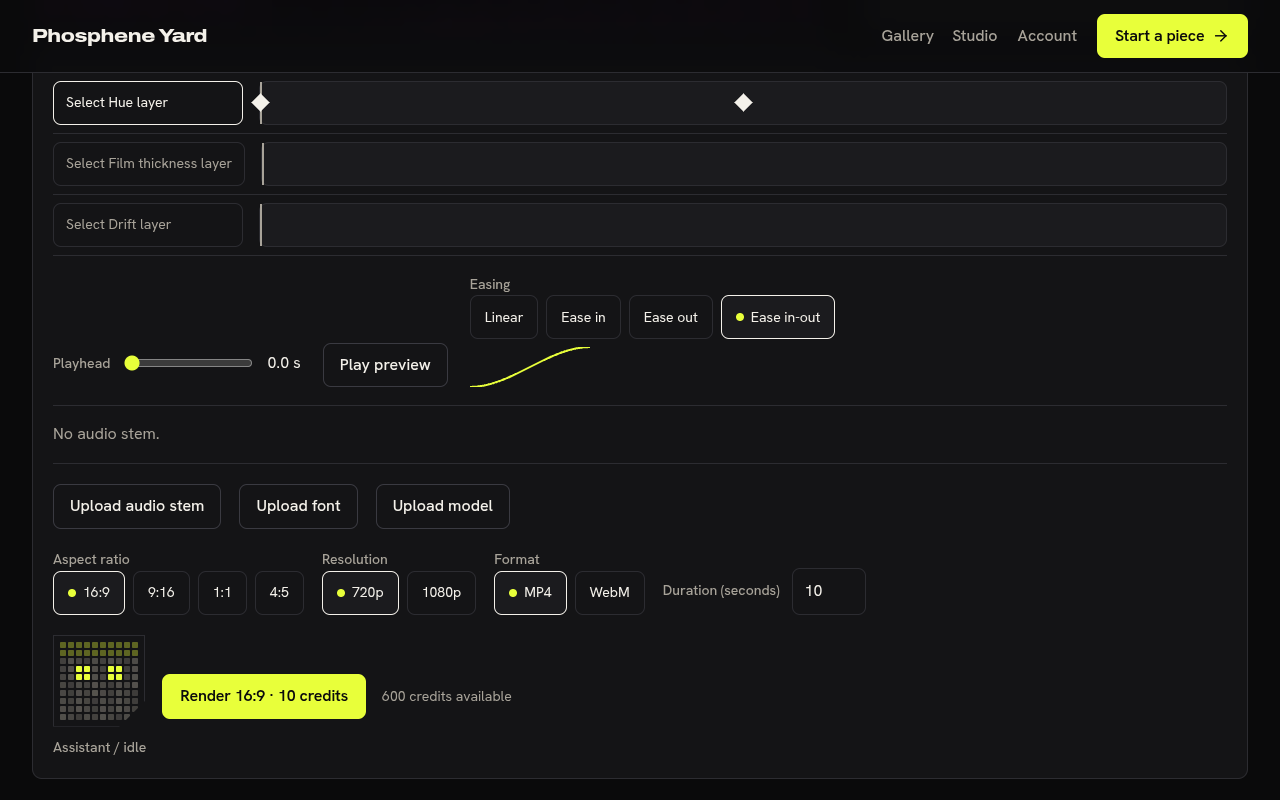 Phosphene Yard
Gallery Studio Account Start a piece →
Select Hue layer
Select Film thickness layer
Select Drift layer
Easing
Linear Ease in Ease out Ease in-out
Playhead 0.0 s Play preview
No audio stem.
Upload audio stem Upload font Upload model
Aspect ratio Resolution Format
16:9 9:16 1:1 4:5 720p 1080p MP4 WebM Duration (seconds) 10
Render 16:9 · 10 credits 600 credits available
Assistant / idle